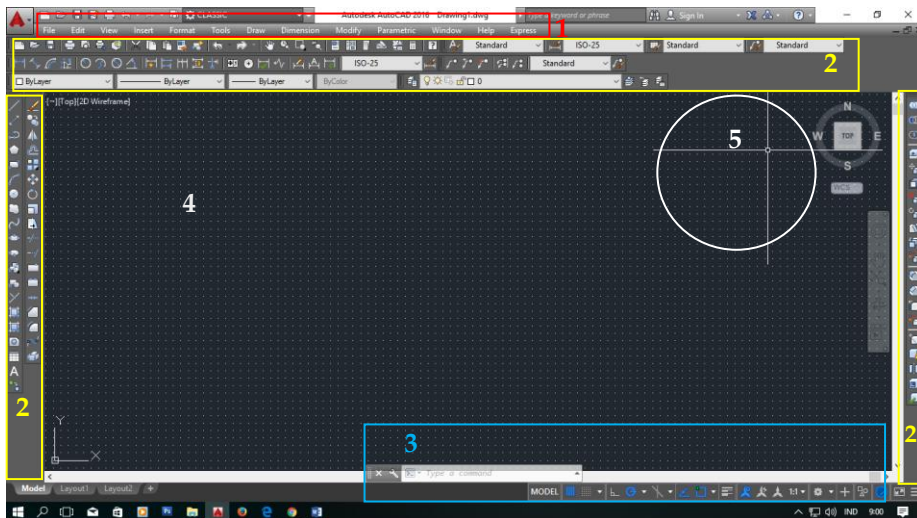 CLASSIC Autodesk AutoCAD 2016 Drawing1.dwg Type a keyword or phrase Sign In
File Edit View Insert Format Tools Draw Dimension Modify Parametric Window Help Express 1
Standard ISO-25 Standard Standard
ISO-25 Standard 2
ByLayer ByLayer ByLayer ByColor 0
[−][Top][2D Wireframe]
N
5 W TOP E
S
4 WCS
A
2 Y 2
3
X
Type a command
Model Layout1 Layout2 + MODEL 1:1
IND 9:00